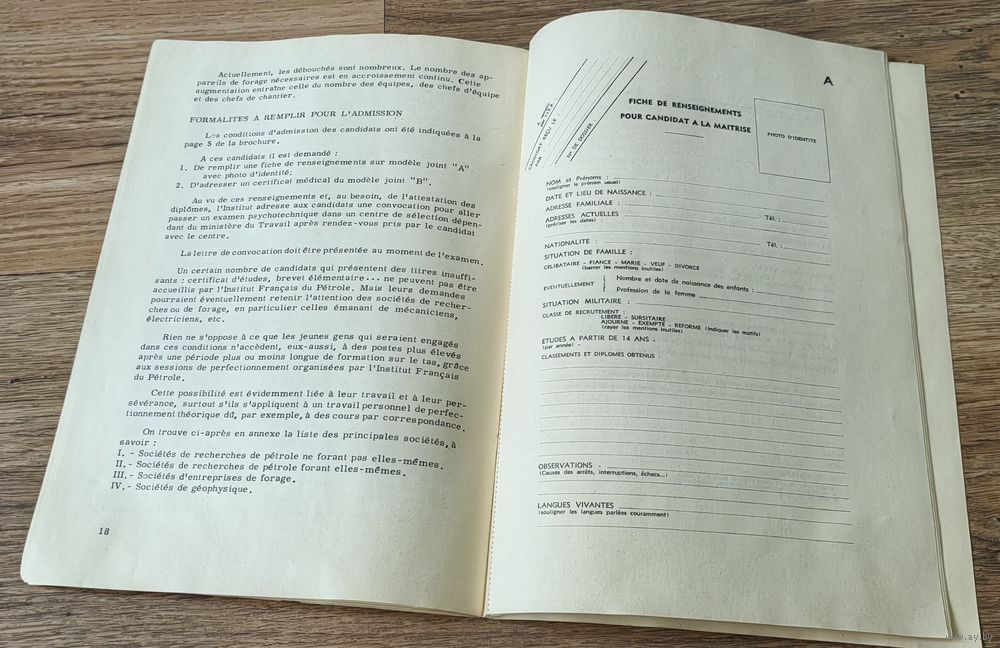 Actuellement, les débouchés sont nombreux. Le nombre des ap-
pareils de forage nécessaires est en accroissement continu. Cette
augmentation entraîne celle du nombre des équipes, des chefs d'équipe
et des chefs de chantier.
FORMALITES A REMPLIR POUR L'ADMISSION
Les conditions d'admission des candidats ont été indiquées à la
page 5 de la brochure.
A ces candidats il est demandé :
1. De remplir une fiche de renseignements sur modèle joint "A"
avec photo d'identité;
2. D'adresser un certificat médical du modèle joint "B".
Au vu de ces renseignements et, au besoin, de l'attestation des
diplômes, l'Institut adresse aux candidats une convocation pour aller
passer un examen psychotechnique dans un centre de sélection dépen-
dant du ministère du Travail après rendez-vous pris par le candidat
avec le centre.
La lettre de convocation doit être présentée au moment de l'examen.
Un certain nombre de candidats qui présentent des titres insuffi-
sants : certificat d'études, brevet élémentaire... ne peuvent pas être
accueillis par l'Institut Français du Pétrole. Mais leurs demandes
pourraient éventuellement retenir l'attention des sociétés de recher-
ches ou de forage, en particulier celles émanant de mécaniciens,
électriciens, etc.
Rien ne s'oppose à ce que les jeunes gens qui seraient engagés
dans ces conditions n'accèdent, eux-aussi, à des postes plus élevés
après une période plus ou moins longue de formation sur le tas, grâce
aux sessions de perfectionnement organisées par l'Institut Français
du Pétrole.
Cette possibilité est évidemment liée à leur travail et à leur per-
sévérance, surtout s'ils s'appliquent à un travail personnel de perfec-
tionnement théorique dû, par exemple, à des cours par correspondance.
On trouve ci-après en annexe la liste des principales sociétés, à
savoir :
I. - Sociétés de recherches de pétrole ne forant pas elles-mêmes.
II. - Sociétés de recherches de pétrole forant elles-mêmes.
III. - Sociétés d'entreprises de forage.
IV. - Sociétés de géophysique.
18
A
CANDIDAT REÇU LE :
PAR
N° DE DOSSIER :
FICHE DE RENSEIGNEMENTS
POUR CANDIDAT A LA MAITRISE
PHOTO D'IDENTITE
NOM et Prénoms :
(souligner le prénom usuel)
DATE ET LIEU DE NAISSANCE :
ADRESSE FAMILIALE :
Tél. :
ADRESSES ACTUELLES
(préciser les dates) :
Tél. :
NATIONALITE :
SITUATION DE FAMILLE :
CELIBATAIRE - FIANCE - MARIE - VEUF - DIVORCE
(barrer les mentions inutiles)
EVENTUELLEMENT
Nombre et date de naissance des enfants :
Profession de la femme
SITUATION MILITAIRE :
CLASSE DE RECRUTEMENT :
LIBERE - SURSITAIRE
AJOURNE - EXEMPTE - REFORME (indiquer les motifs)
(rayer les mentions inutiles)
ETUDES A PARTIR DE 14 ANS -
(par année) -
CLASSEMENTS ET DIPLOMES OBTENUS :
OBSERVATIONS -
(Causes des arrêts, interruptions, échecs...)
LANGUES VIVANTES
(souligner les langues parlées couramment)
www.ay.by